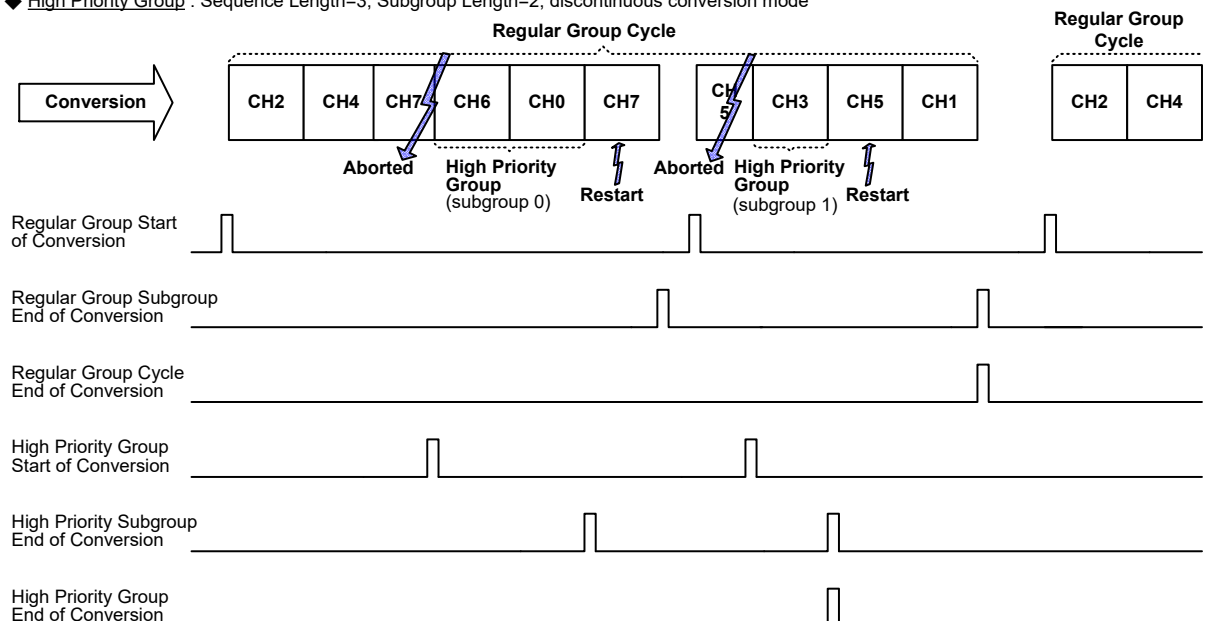 ◆ High Priority Group : Sequence Length=3, Subgroup Length=2, discontinuous conversion mode
Regular Group Cycle
Regular Group
Cycle
Conversion
CH2
CH4
CH7
CH6
CH0
CH7
CH
5
CH3
CH5
CH1
CH2
CH4
Aborted
High Priority
Group
(subgroup 0)
Restart
Aborted
High Priority
Group
(subgroup 1)
Restart
Regular Group Start
of Conversion
Regular Group Subgroup
End of Conversion
Regular Group Cycle
End of Conversion
High Priority Group
Start of Conversion
High Priority Subgroup
End of Conversion
High Priority Group
End of Conversion